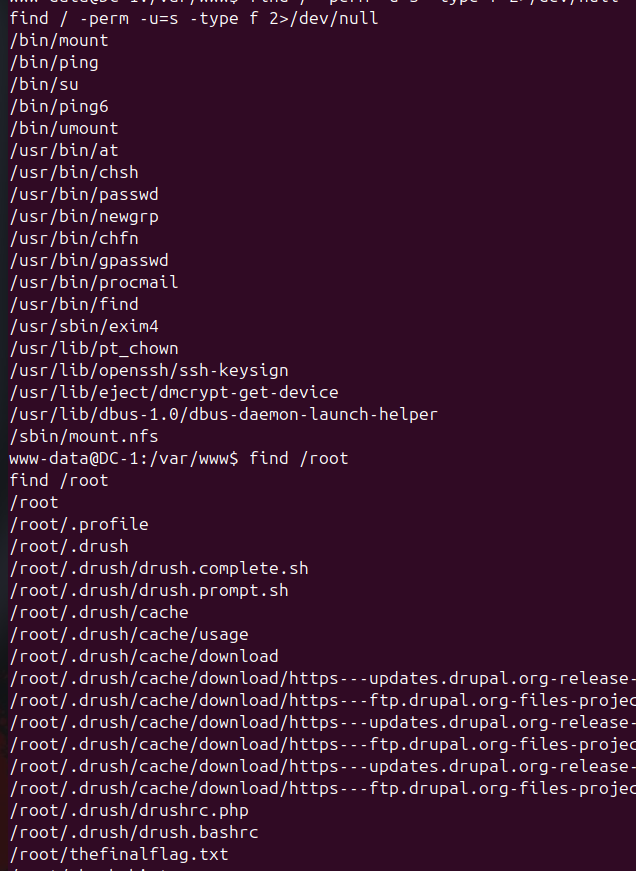 find / -perm -u=s -type f 2>/dev/null
/bin/mount
/bin/ping
/bin/su
/bin/ping6
/bin/umount
/usr/bin/at
/usr/bin/chsh
/usr/bin/passwd
/usr/bin/newgrp
/usr/bin/chfn
/usr/bin/gpasswd
/usr/bin/procmail
/usr/bin/find
/usr/sbin/exim4
/usr/lib/pt_chown
/usr/lib/openssh/ssh-keysign
/usr/lib/eject/dmcrypt-get-device
/usr/lib/dbus-1.0/dbus-daemon-launch-helper
/sbin/mount.nfs
www-data@DC-1:/var/www$ find /root
find /root
/root
/root/.profile
/root/.drush
/root/.drush/drush.complete.sh
/root/.drush/drush.prompt.sh
/root/.drush/cache
/root/.drush/cache/usage
/root/.drush/cache/download
/root/.drush/cache/download/https---updates.drupal.org-release-
/root/.drush/cache/download/https---ftp.drupal.org-files-projec
/root/.drush/cache/download/https---updates.drupal.org-release-
/root/.drush/cache/download/https---ftp.drupal.org-files-projec
/root/.drush/cache/download/https---updates.drupal.org-release-
/root/.drush/cache/download/https---ftp.drupal.org-files-projec
/root/.drush/drushrc.php
/root/.drush/drush.bashrc
/root/thefinalflag.txt